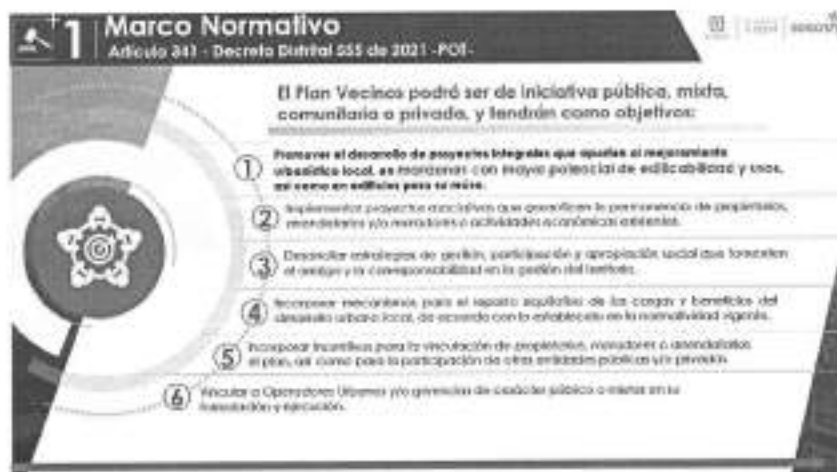 1 Marco Normativo
Artículo 341 - Decreto Distrital 555 de 2021 -POT-
El Plan Vecinos podrá ser de iniciativa pública, mixta,
comunitaria o privada, y tendrán como objetivos:
1 Promover el desarrollo de proyectos integrales que aporten al mejoramiento
urbanístico local, en manzanas con mayor potencial de edificabilidad y usos,
así como en edificios para su reúso.
2 Implementar proyectos asociativos que garanticen la permanencia de propietarios,
arrendatarios y/o moradores o actividades económicas existentes.
3 Desarrollar estrategias de gestión, participación y apropiación social que fomenten
el arraigo y la corresponsabilidad en la gestión del territorio.
4 Incorporar mecanismos para el reparto equitativo de las cargas y beneficios del
desarrollo urbano local, de acuerdo con lo establecido en la normatividad vigente.
5 Incorporar incentivos para la vinculación de propietarios, moradores o arrendatarios
al plan, así como para la participación de otras entidades públicas y/o privadas.
6 Vincular a Operadores Urbanos y/o gerencias de carácter público o mixtas en su
formulación y ejecución.